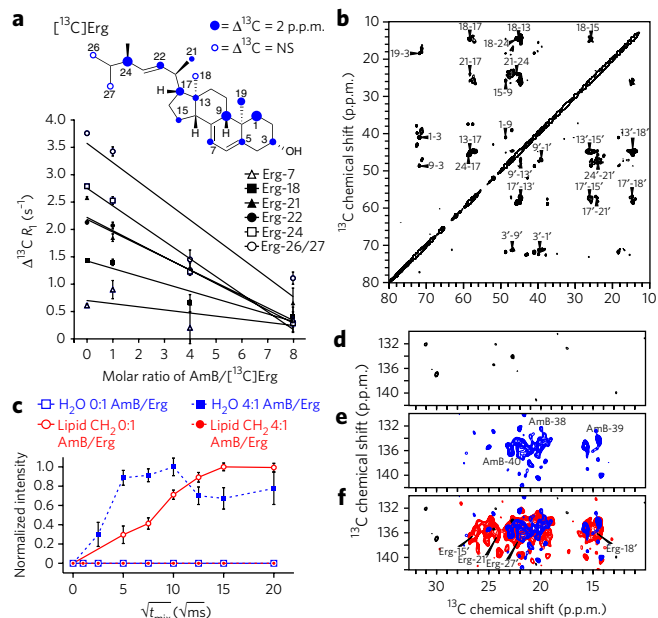 a
[¹³C]Erg
= Δ¹³C = 2 p.p.m.
= Δ¹³C = NS
26
24
22
21
18
27
H
17
13
19
15
H
9
H
1
7
5
3
OH
Δ¹³C R₁ (s⁻¹)
4.0
3.5
3.0
2.5
2.0
1.5
1.0
0.5
0
Erg-7
Erg-18
Erg-21
Erg-22
Erg-24
Erg-26/27
0 1 2 3 4 5 6 7 8
Molar ratio of AmB/[¹³C]Erg
b
¹³C chemical shift (p.p.m.)
10
20
30
40
50
60
70
80
18-17
18-13
18-15
18-24
19-3
21-17
21-24
15-9
1-3
1-9
13-17
9'-1'
13'-15'
13'-18'
9-3
24-17
9'-13'
24'-21'
17'-13'
17'-15'
17'-18'
17'-21'
3'-9'
3'-1'
80 70 60 50 40 30 20 10
c
H₂O 0:1 AmB/Erg
H₂O 4:1 AmB/Erg
Lipid CH₂ 0:1
AmB/Erg
Lipid CH₂ 4:1
AmB/Erg
Normalized intensity
1.0
0.8
0.6
0.4
0.2
0
0 5 10 15 20
√t_mix (√ms)
d
132
136
140
e
132
136
140
AmB-38
AmB-39
AmB-40
f
132
136
140
Erg-15'
Erg-21'
Erg-27'
Erg-18'
¹³C chemical shift (p.p.m.)
30 25 20 15
¹³C chemical shift (p.p.m.)